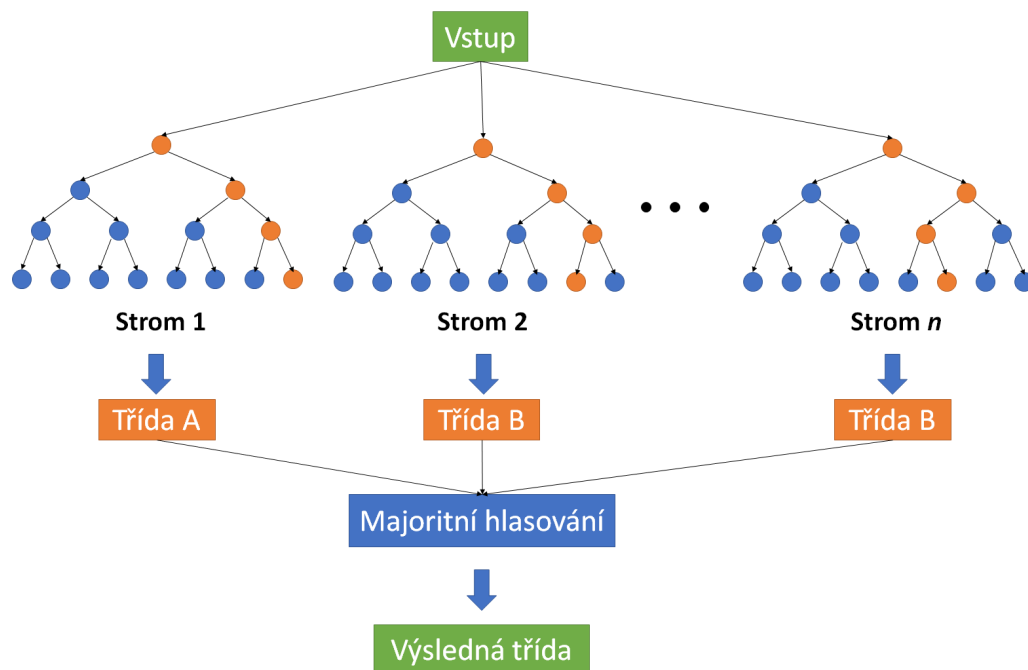 Vstup
Strom 1
Strom 2
Strom n
Třída A
Třída B
Třída B
Majoritní hlasování
Výsledná třída